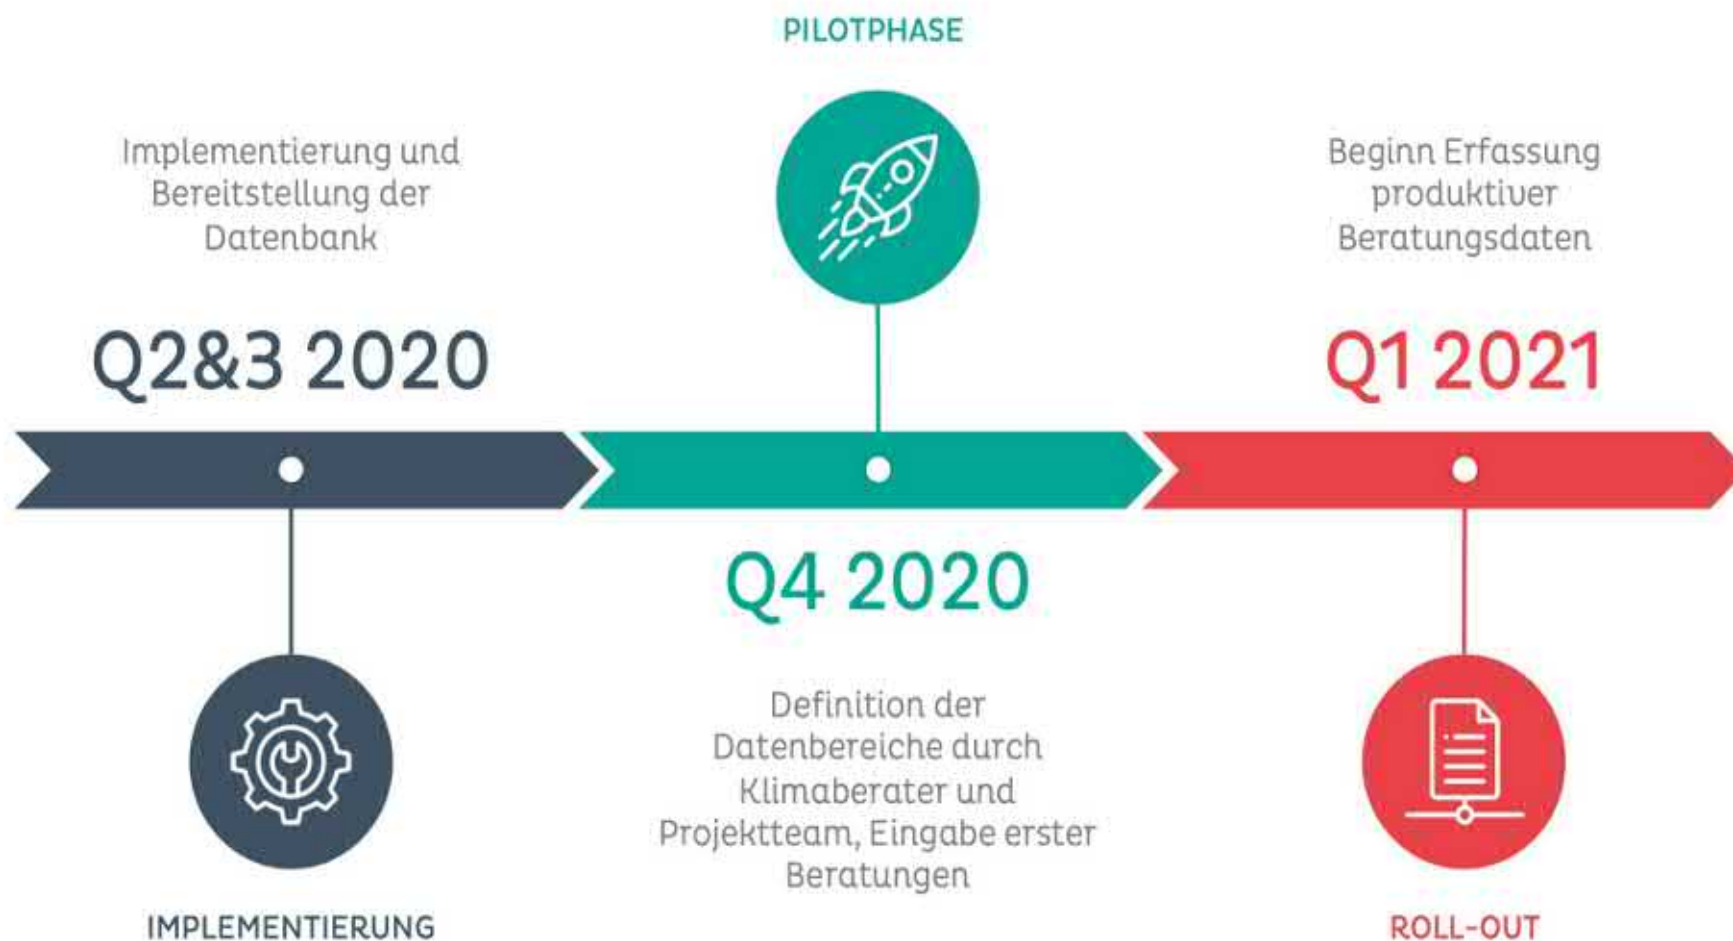 PILOTPHASE
Implementierung und
Bereitstellung der
Datenbank
Q2&3 2020
IMPLEMENTIERUNG
Q4 2020
Definition der
Datenbereiche durch
Klimaberater und
Projektteam, Eingabe erster
Beratungen
Beginn Erfassung
produktiver
Beratungsdaten
Q1 2021
ROLL-OUT